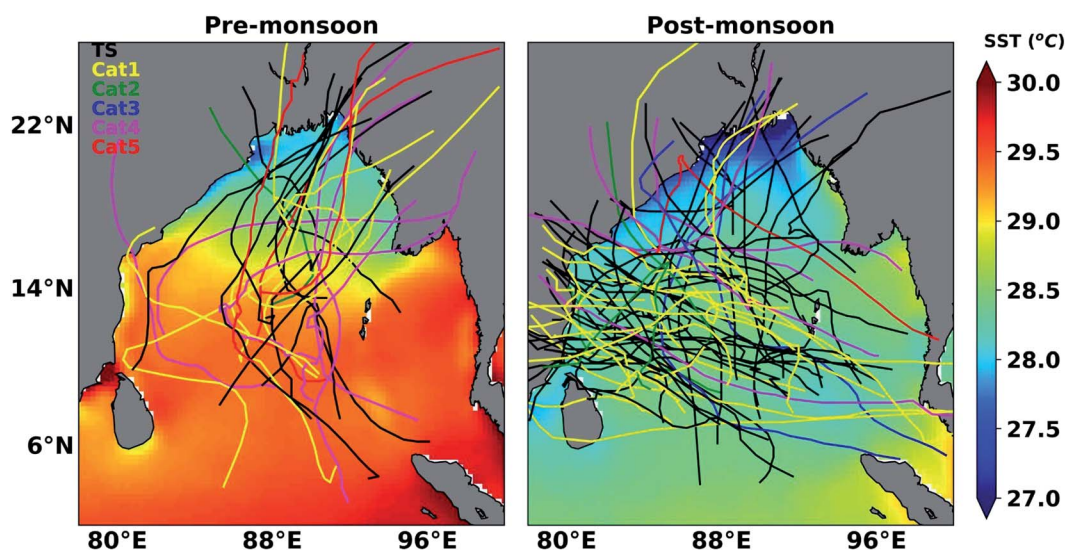 Pre-monsoon
Post-monsoon
SST (°C)
TS
Cat1
Cat2
Cat3
Cat4
Cat5
22°N
14°N
6°N
80°E 88°E 96°E
80°E 88°E 96°E
30.0
29.5
29.0
28.5
28.0
27.5
27.0